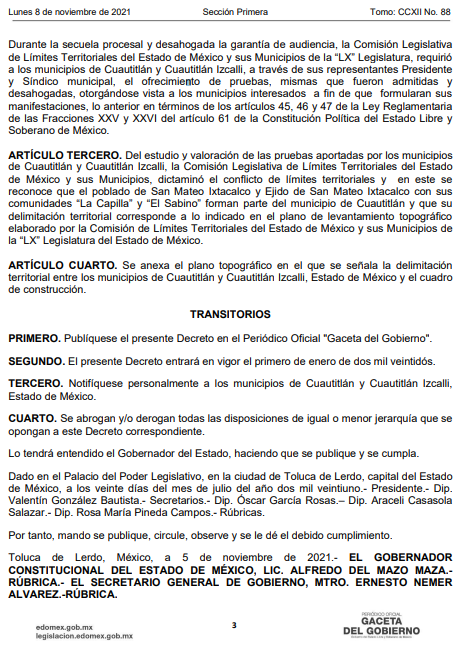 Lunes 8 de noviembre de 2021 Sección Primera Tomo: CCXII No. 88
Durante la secuela procesal y desahogada la garantía de audiencia, la Comisión Legislativa
de Límites Territoriales del Estado de México y sus Municipios de la “LX” Legislatura, requirió
a los municipios de Cuautitlán y Cuautitlán Izcalli, a través de sus representantes Presidente
y Síndico municipal, el ofrecimiento de pruebas, mismas que fueron admitidas y
desahogadas, otorgándose vista a los municipios interesados a fin de que formularan sus
manifestaciones, lo anterior en términos de los artículos 45, 46 y 47 de la Ley Reglamentaria
de las Fracciones XXV y XXVI del artículo 61 de la Constitución Política del Estado Libre y
Soberano de México.
ARTÍCULO TERCERO. Del estudio y valoración de las pruebas aportadas por los municipios
de Cuautitlán y Cuautitlán Izcalli, la Comisión Legislativa de Límites Territoriales del Estado
de México y sus Municipios, dictaminó el conflicto de límites territoriales y en este se
reconoce que el poblado de San Mateo Ixtacalco y Ejido de San Mateo Ixtacalco con sus
comunidades “La Capilla” y “El Sabino” forman parte del municipio de Cuautitlán y que su
delimitación territorial corresponde a lo indicado en el plano de levantamiento topográfico
elaborado por la Comisión de Límites Territoriales del Estado de México y sus Municipios de
la “LX” Legislatura del Estado de México.
ARTÍCULO CUARTO. Se anexa el plano topográfico en el que se señala la delimitación
territorial entre los municipios de Cuautitlán y Cuautitlán Izcalli, Estado de México y el cuadro
de construcción.
TRANSITORIOS
PRIMERO. Publíquese el presente Decreto en el Periódico Oficial "Gaceta del Gobierno".
SEGUNDO. El presente Decreto entrará en vigor el primero de enero de dos mil veintidós.
TERCERO. Notifíquese personalmente a los municipios de Cuautitlán y Cuautitlán Izcalli,
Estado de México.
CUARTO. Se abrogan y/o derogan todas las disposiciones de igual o menor jerarquía que se
opongan a este Decreto correspondiente.
Lo tendrá entendido el Gobernador del Estado, haciendo que se publique y se cumpla.
Dado en el Palacio del Poder Legislativo, en la ciudad de Toluca de Lerdo, capital del Estado
de México, a los veinte días del mes de julio del año dos mil veintiuno.- Presidente.- Dip.
Valentín González Bautista.- Secretarios.- Dip. Óscar García Rosas.– Dip. Araceli Casasola
Salazar.- Dip. Rosa María Pineda Campos.- Rúbricas.
Por tanto, mando se publique, circule, observe y se le dé el debido cumplimiento.
Toluca de Lerdo, México, a 5 de noviembre de 2021.- EL GOBERNADOR
CONSTITUCIONAL DEL ESTADO DE MÉXICO, LIC. ALFREDO DEL MAZO MAZA.-
RÚBRICA.- EL SECRETARIO GENERAL DE GOBIERNO, MTRO. ERNESTO NEMER
ALVAREZ.-RÚBRICA.
edomex.gob.mx
legislacion.edomex.gob.mx
3
PERIÓDICO OFICIAL
GACETA
DEL GOBIERNO